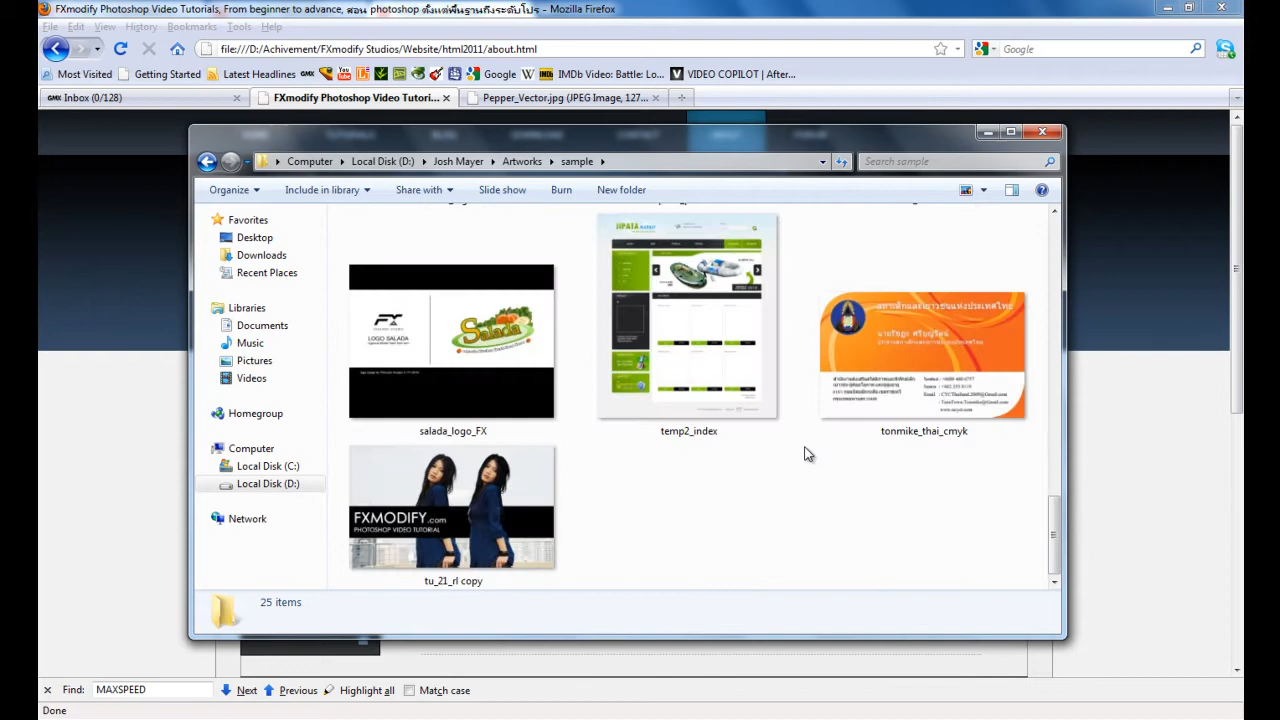 FXmodify Photoshop Video Tutorials, From beginner to advance, สอน photoshop ตั้งแต่พื้นฐานถึงระดับโปร - Mozilla Firefox
File Edit View History Bookmarks Tools Help
file:///D:/Achivement/FXmodify Studios/Website/html2011/about.html
Google
Most Visited Getting Started Latest Headlines GMX Google IMDb Video: Battle: Lo... VIDEO COPILOT | After...
Inbox (0/128) FXmodify Photoshop Video Tutori... Pepper_Vector.jpg (JPEG Image, 127...
Computer Local Disk (D:) Josh Mayer Artworks sample Search sample
Organize Include in library Share with Slide show Burn New folder
Favorites
Desktop
Downloads
Recent Places
Libraries
Documents
Music
Pictures
Videos
Homegroup
Computer
Local Disk (C:)
Local Disk (D:)
Network
FX
LOGO SALADA
Salada
salada_logo_FX
temp2_index
tonmike_thai_cmyk
FXMODIFY.com
PHOTOSHOP VIDEO TUTORIAL
tu_21_rl copy
25 items
Find: MAXSPEED Next Previous Highlight all Match case
Done